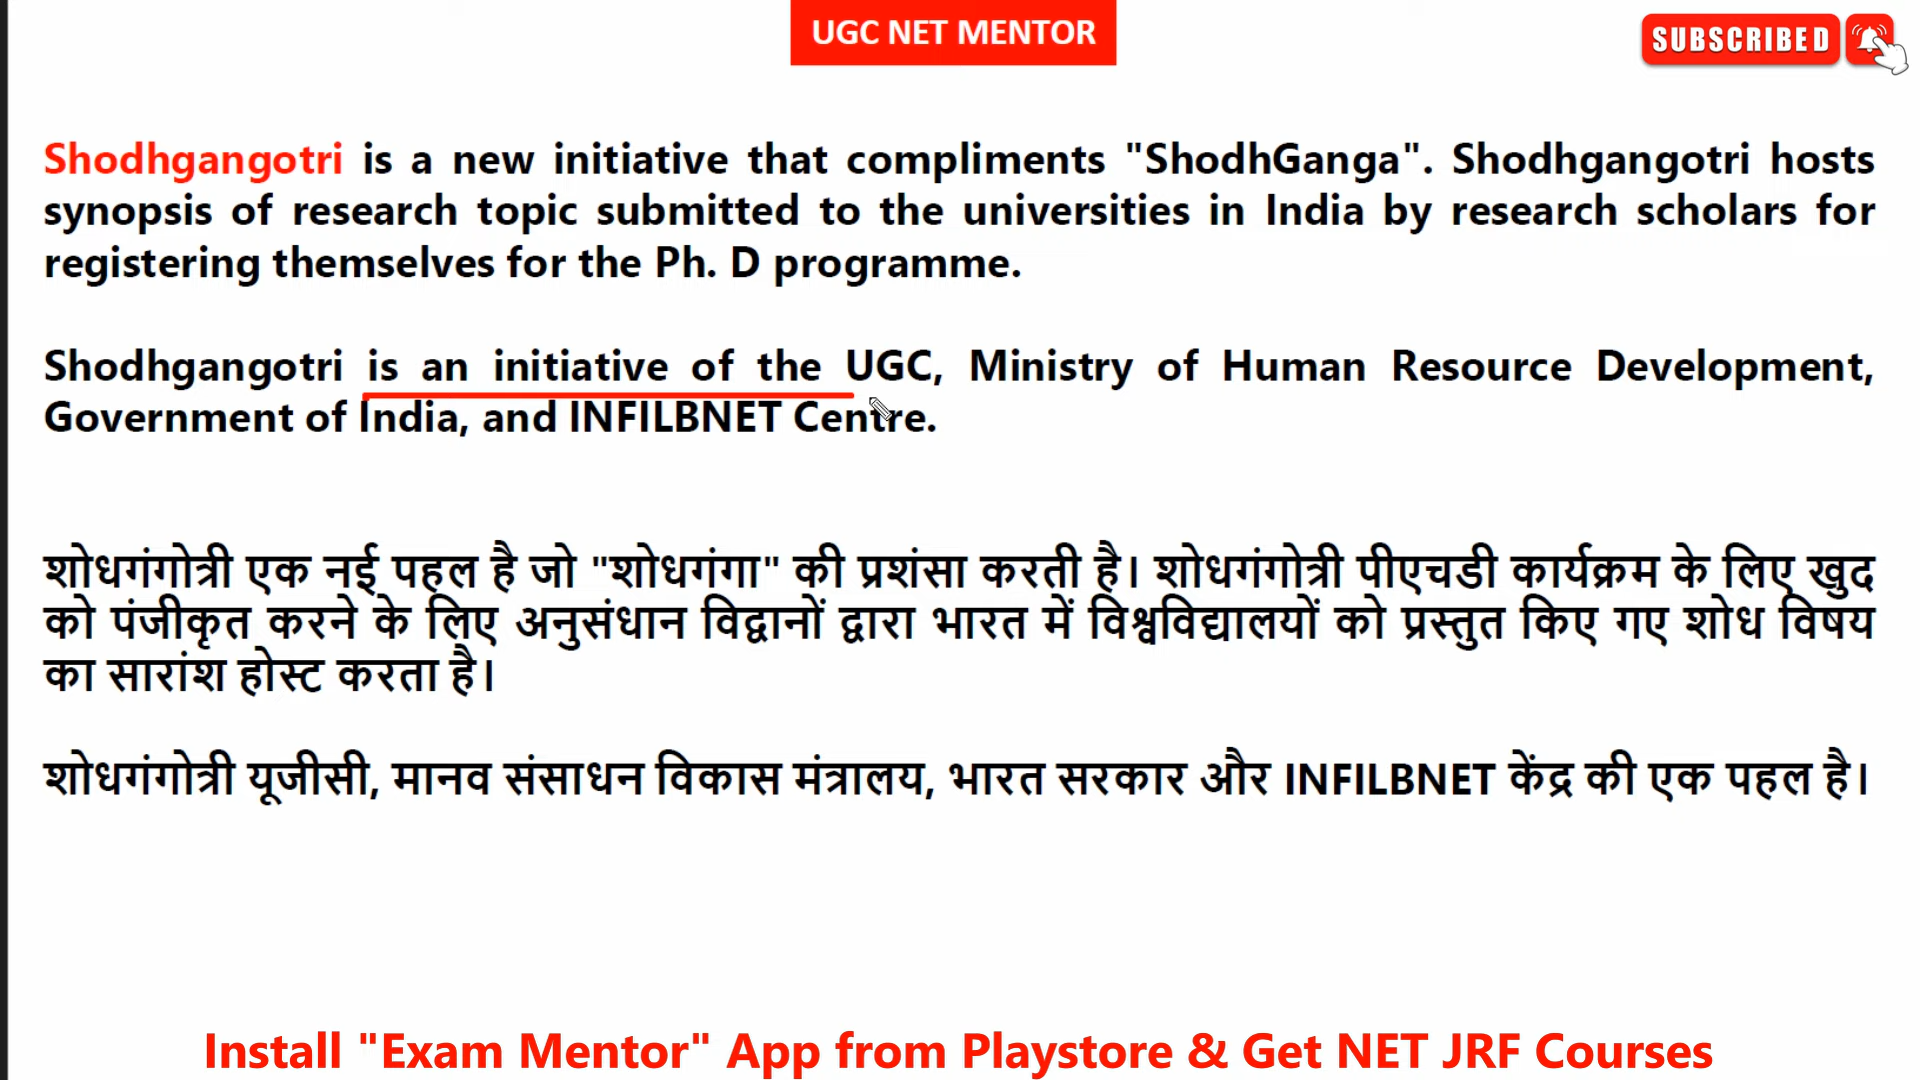 UGC NET MENTOR
SUBSCRIBED
Shodhgangotri is a new initiative that compliments "ShodhGanga". Shodhgangotri hosts
synopsis of research topic submitted to the universities in India by research scholars for
registering themselves for the Ph. D programme.
Shodhgangotri is an initiative of the UGC, Ministry of Human Resource Development,
Government of India, and INFILBNET Centre.
शोधगंगोत्री एक नई पहल है जो "शोधगंगा" की प्रशंसा करती है। शोधगंगोत्री पीएचडी कार्यक्रम के लिए खुद
को पंजीकृत करने के लिए अनुसंधान विद्वानों द्वारा भारत में विश्वविद्यालयों को प्रस्तुत किए गए शोध विषय
का सारांश होस्ट करता है।
शोधगंगोत्री यूजीसी, मानव संसाधन विकास मंत्रालय, भारत सरकार और INFILBNET केंद्र की एक पहल है।
Install "Exam Mentor" App from Playstore & Get NET JRF Courses